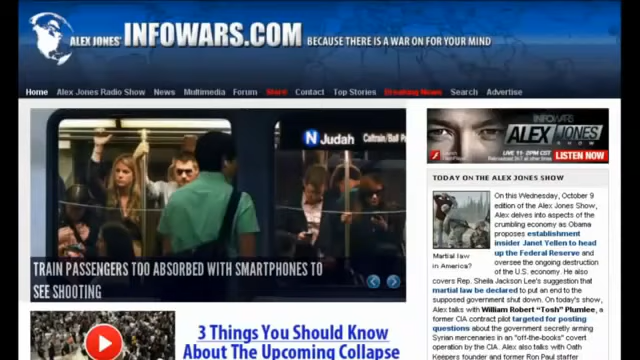 ALEX JONES' INFOWARS.COM BECAUSE THERE IS A WAR ON FOR YOUR MIND
Home Alex Jones Radio Show News Multimedia Forum Store Contact Top Stories Breaking News Search Advertise
N Judah Caltrain/Ball P
TRAIN PASSENGERS TOO ABSORBED WITH SMARTPHONES TO
SEE SHOOTING
3 Things You Should Know
About The Upcoming Collapse
INFOWARS
ALEX JONES
SHOW
LIVE 11-2PM CST
LISTEN NOW
TODAY ON THE ALEX JONES SHOW
Martial law
in America?
On this Wednesday, October 9
edition of the Alex Jones Show,
Alex delves into aspects of the
crumbling economy as Obama
proposes establishment
insider Janet Yellen to head
up the Federal Reserve and
oversee the ongoing destruction
of the U.S. economy. He also
covers Rep. Sheila Jackson Lee's suggestion that
martial law be declared to put an end to the
supposed government shut down. On today's show,
Alex talks with William Robert "Tosh" Plumlee, a
former CIA contract pilot targeted for posting
questions about the government secretly arming
Syrian mercenaries in an "off-the-books" covert
operation by the CIA. Alex also talks with Oath
Keepers founder and former Ron Paul staffer